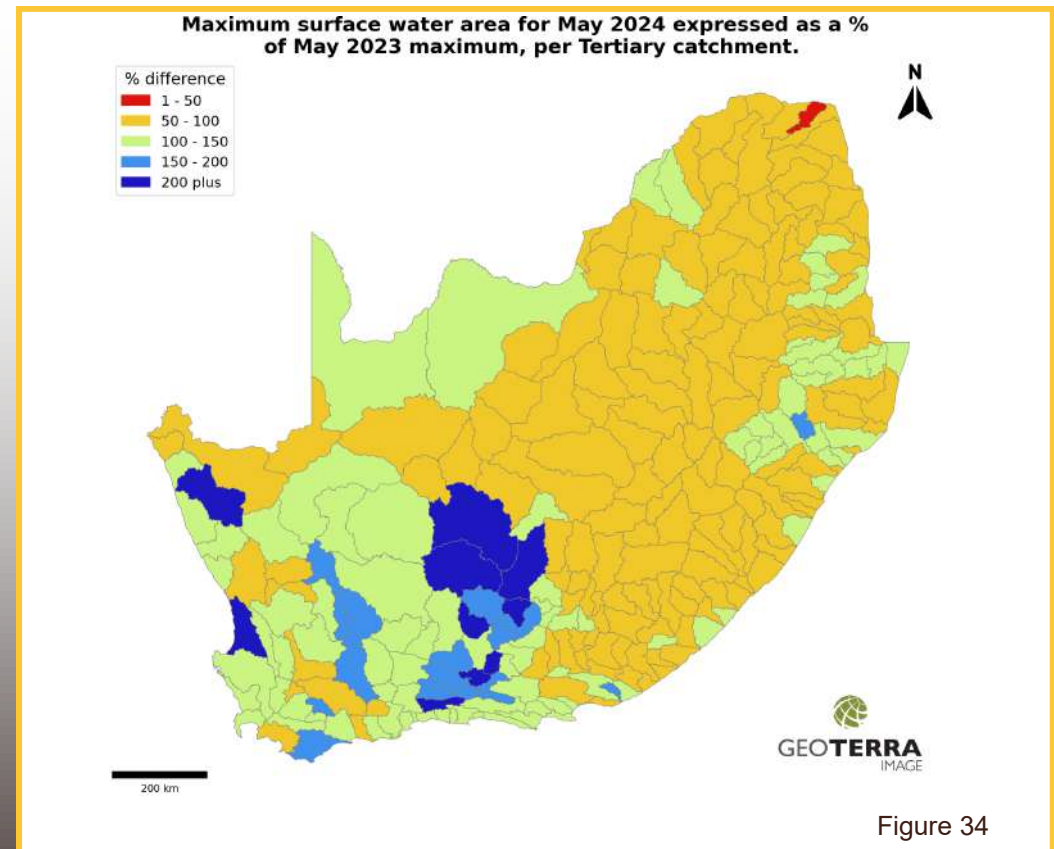 Maximum surface water area for May 2024 expressed as a %
of May 2023 maximum, per Tertiary catchment.
% difference
1 - 50
50 - 100
100 - 150
150 - 200
200 plus
N
GEOTERRA
IMAGE
200 km
Figure 34